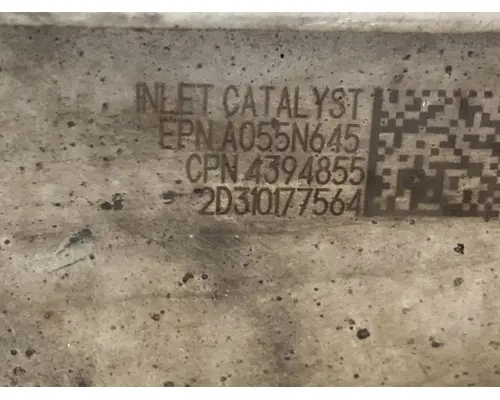 INLET CATALYST
EPN.A055N645
CPN.4394855
2D310177564